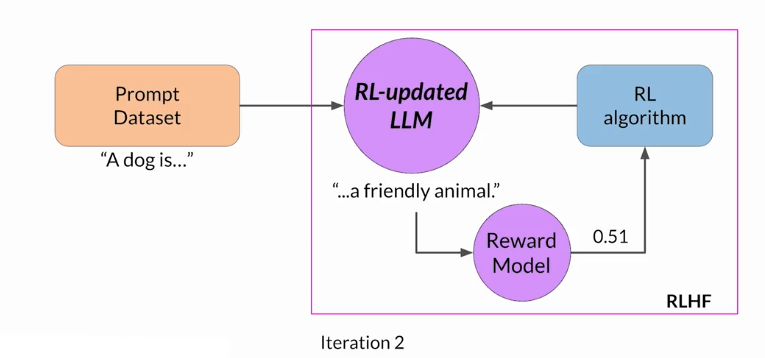 Prompt
Dataset
"A dog is..."
RL-updated
LLM
"...a friendly animal."
RL
algorithm
Reward
Model
0.51
RLHF
Iteration 2